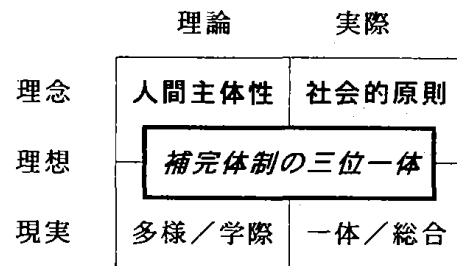 理論 実際
理念 人間主体性 社会的原則
理想 補完体制の三位一体
現実 多様／学際 一体／総合